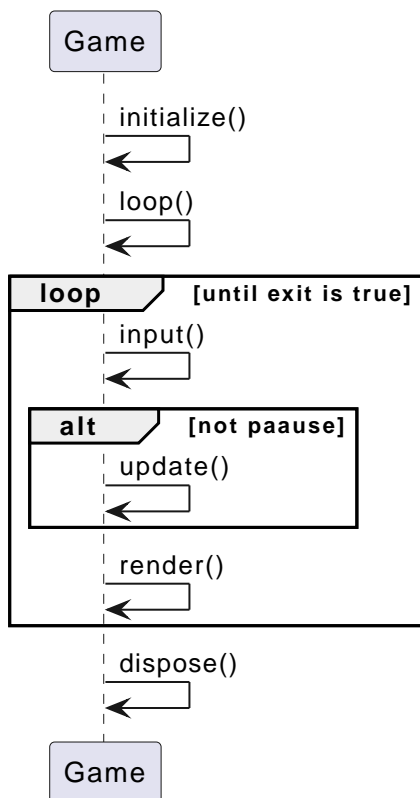 Game
initialize()
loop()
loop [until exit is true]
input()
alt [not paause]
update()
render()
dispose()
Game